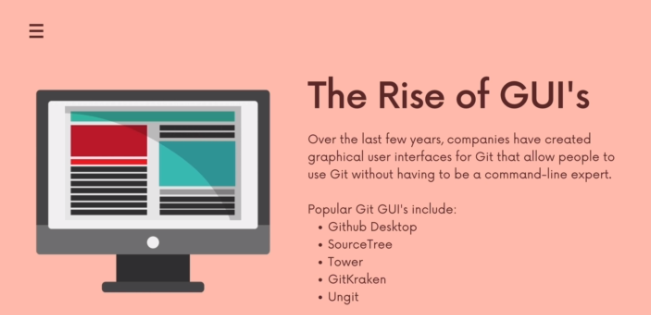 The Rise of GUI's
Over the last few years, companies have created
graphical user interfaces for Git that allow people to
use Git without having to be a command-line expert.
Popular Git GUI's include:
• Github Desktop
• SourceTree
• Tower
• GitKraken
• Ungit